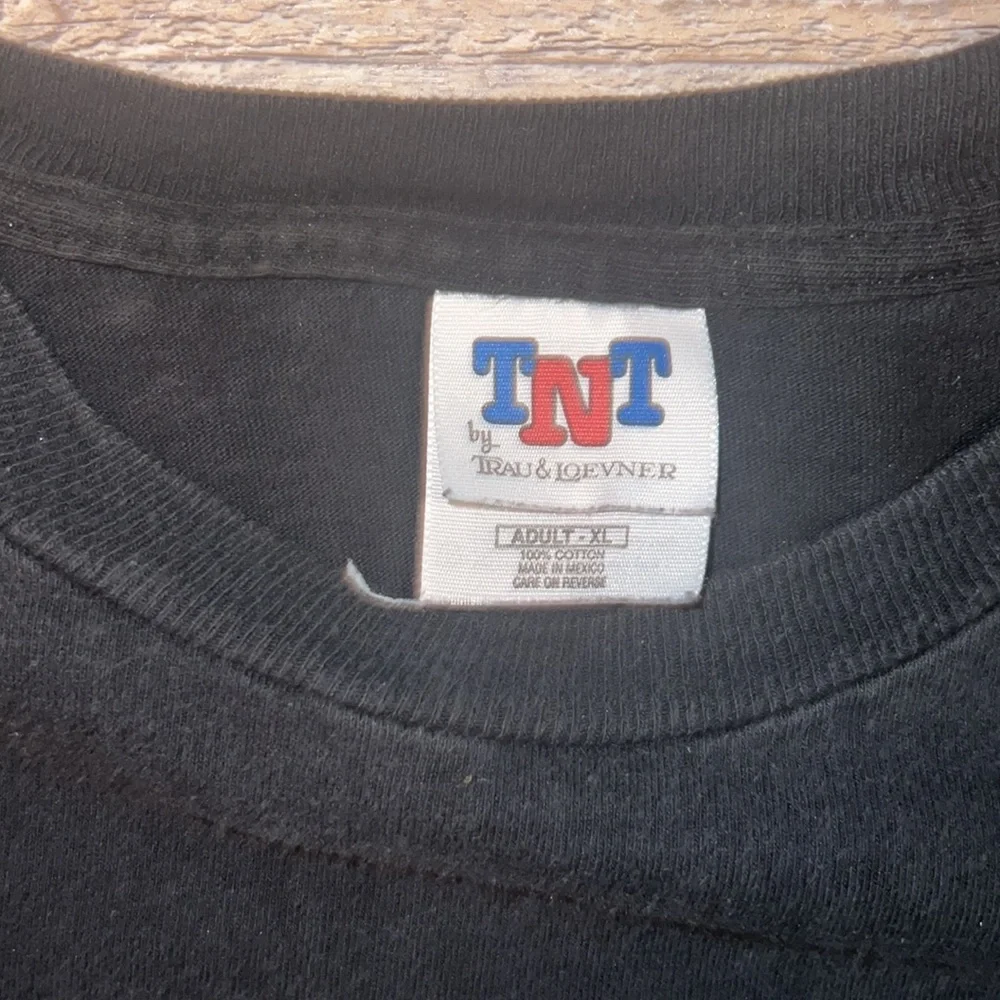 TNT
by
TRAU & LOEVNER
ADULT - XL
100% COTTON
MADE IN MEXICO
CARE ON REVERSE